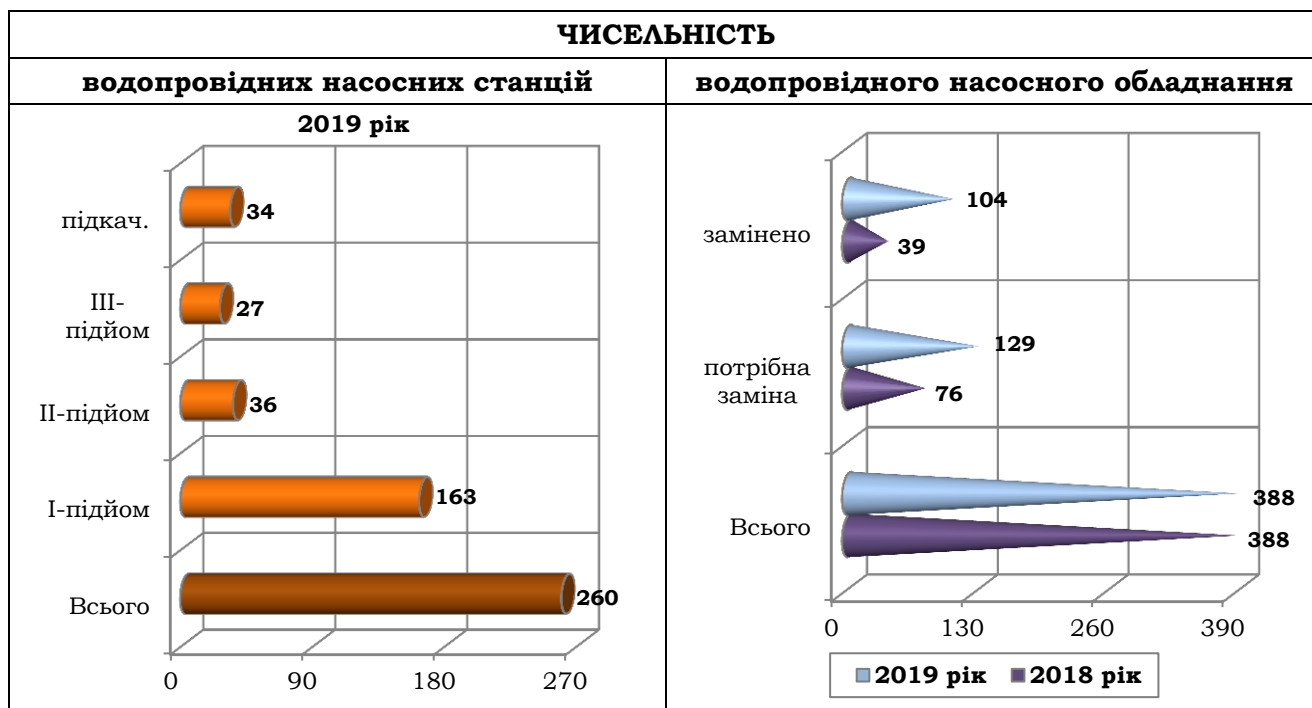 ЧИСЕЛЬНІСТЬ
водопровідних насосних станцій
2019 рік
підкач.
34
ІІІ-
підйом
27
ІІ-підйом
36
І-підйом
163
Всього
260
0 90 180 270
водопровідного насосного обладнання
замінено
104
39
потрібна
заміна
129
76
Всього
388
388
0 130 260 390
2019 рік 2018 рік